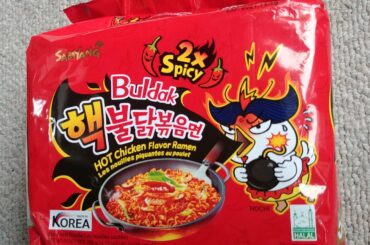 SAMYANG
2x
Spicy
Buldak
핵불닭볶음면
HOT Chicken Flavor Ramen
Les nouilles piquantes au poulet
HOCHI
KOREA
HALAL